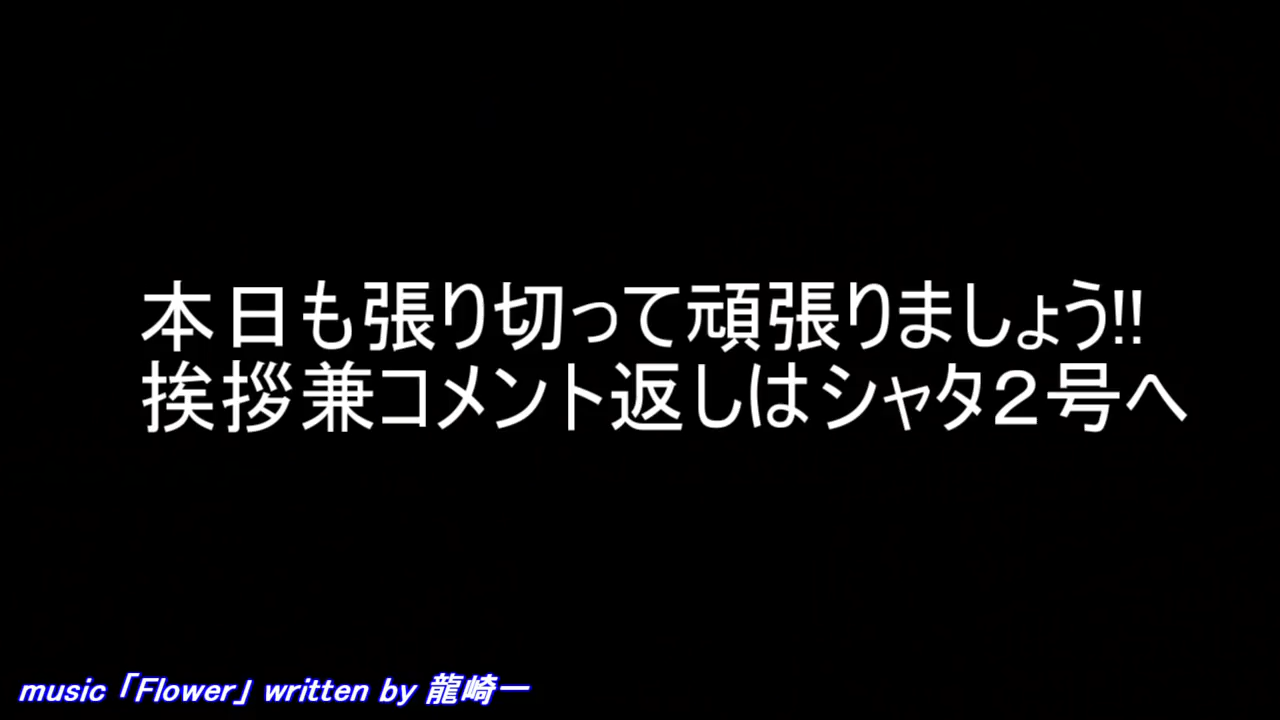 本日も張り切って頑張りましょう!!
挨拶兼コメント返しはシャタ２号へ
music「Flower」written by 龍崎一